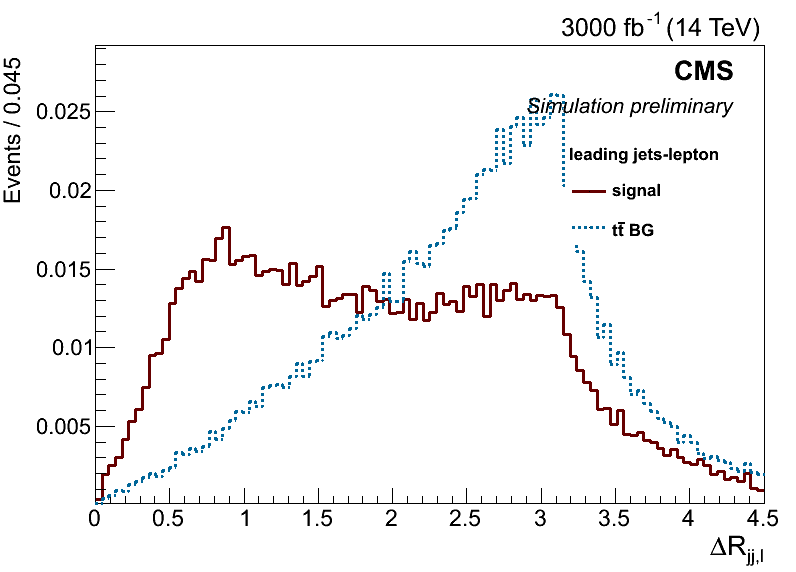 3000 fb⁻¹ (14 TeV)
CMS
Simulation preliminary
leading jets-lepton
signal
tt̄ BG
Events / 0.045
0.025
0.02
0.015
0.01
0.005
0 0.5 1 1.5 2 2.5 3 3.5 4 4.5
ΔR_jj,l